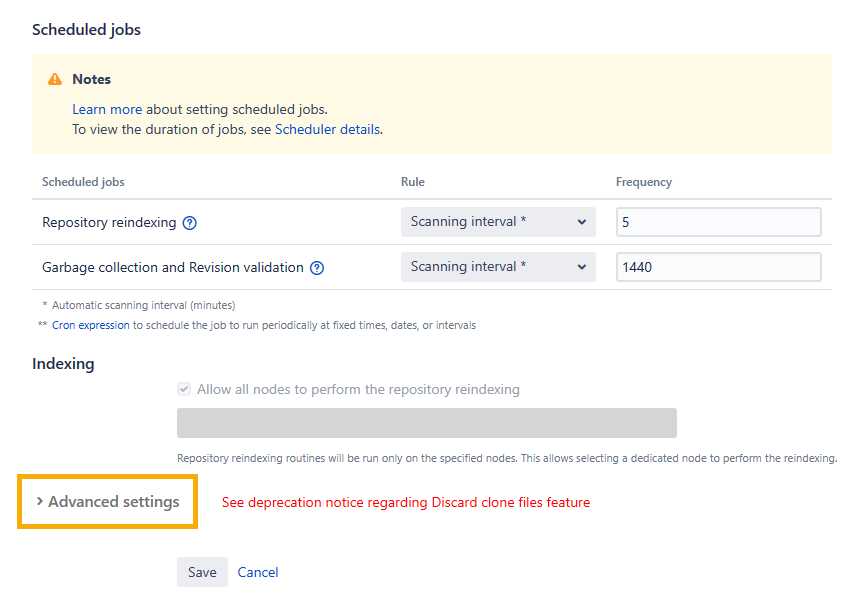 Scheduled jobs
Notes
Learn more about setting scheduled jobs.
To view the duration of jobs, see Scheduler details.
Scheduled jobs Rule Frequency
Repository reindexing Scanning interval * 5
Garbage collection and Revision validation Scanning interval * 1440
* Automatic scanning interval (minutes)
** Cron expression to schedule the job to run periodically at fixed times, dates, or intervals
Indexing
Allow all nodes to perform the repository reindexing
Repository reindexing routines will be run only on the specified nodes. This allows selecting a dedicated node to perform the reindexing.
Advanced settings See deprecation notice regarding Discard clone files feature
Save Cancel